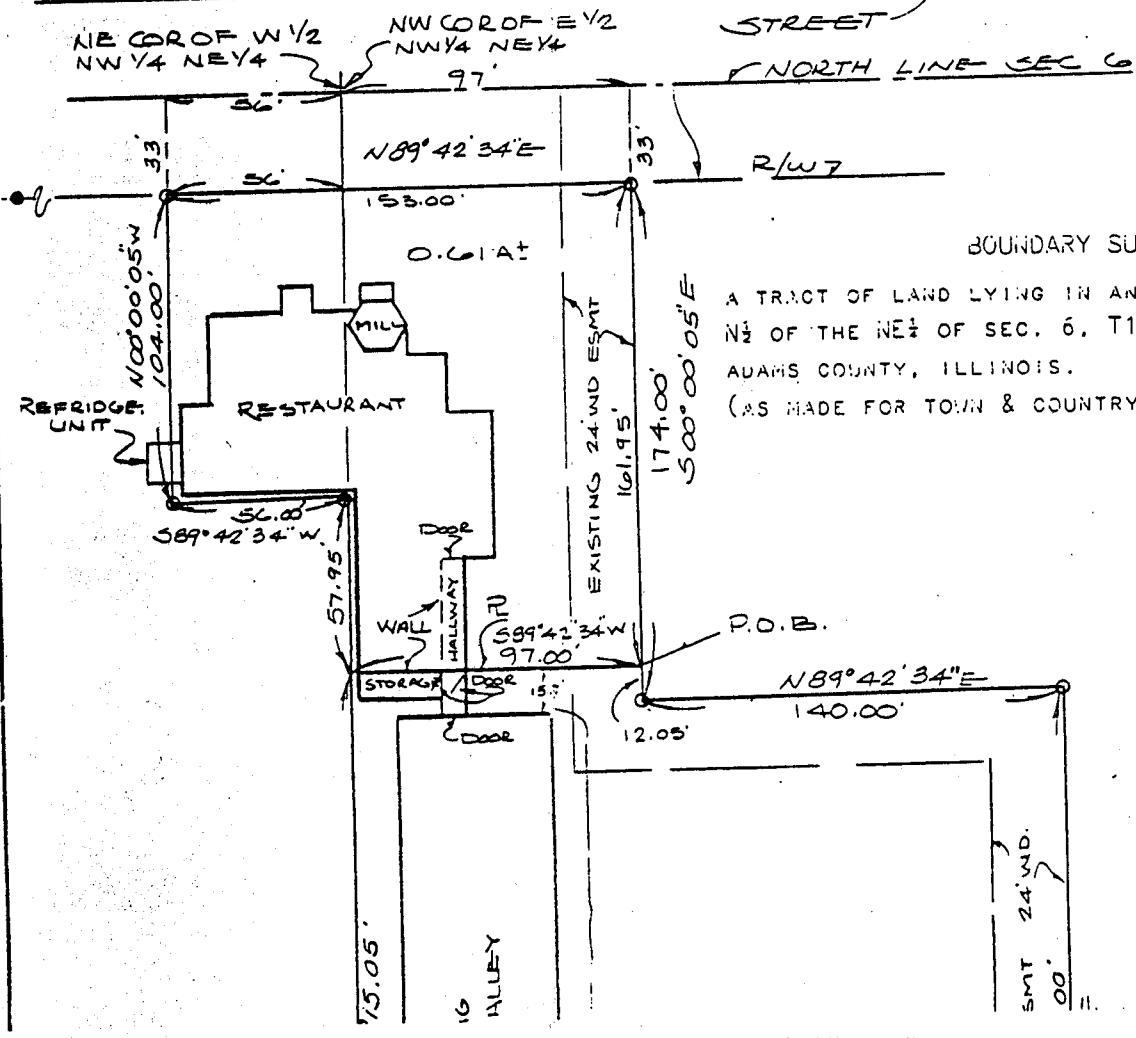 STREET
NE COR OF W 1/2
NW 1/4 NE 1/4
NW COR OF E 1/2
NW 1/4 NE 1/4
NORTH LINE SEC 6
56'
97'
33'
N89°42'34"E
33'
R/W
56'
153.00'
0.61 A±
N00°00'05"W
104.00'
BOUNDARY SU
A TRACT OF LAND LYING IN AN
N½ OF THE NE¼ OF SEC. 6, T1
ADAMS COUNTY, ILLINOIS.
(AS MADE FOR TOWN & COUNTRY
MILL
REFRIDGE.
UNIT
RESTAURANT
EXISTING 24' WD ESMT
161.95'
174.00'
S00°00'05"E
56.00'
S89°42'34"W.
57.95'
DOOR
HALLWAY
WALL
S89°42'34"W
97.00'
P.O.B.
STORAGE
DOOR
DOOR
12.05'
N89°42'34"E
140.00'
75.05'
G
ALLEY
SMT 24' WD.
00'
11.